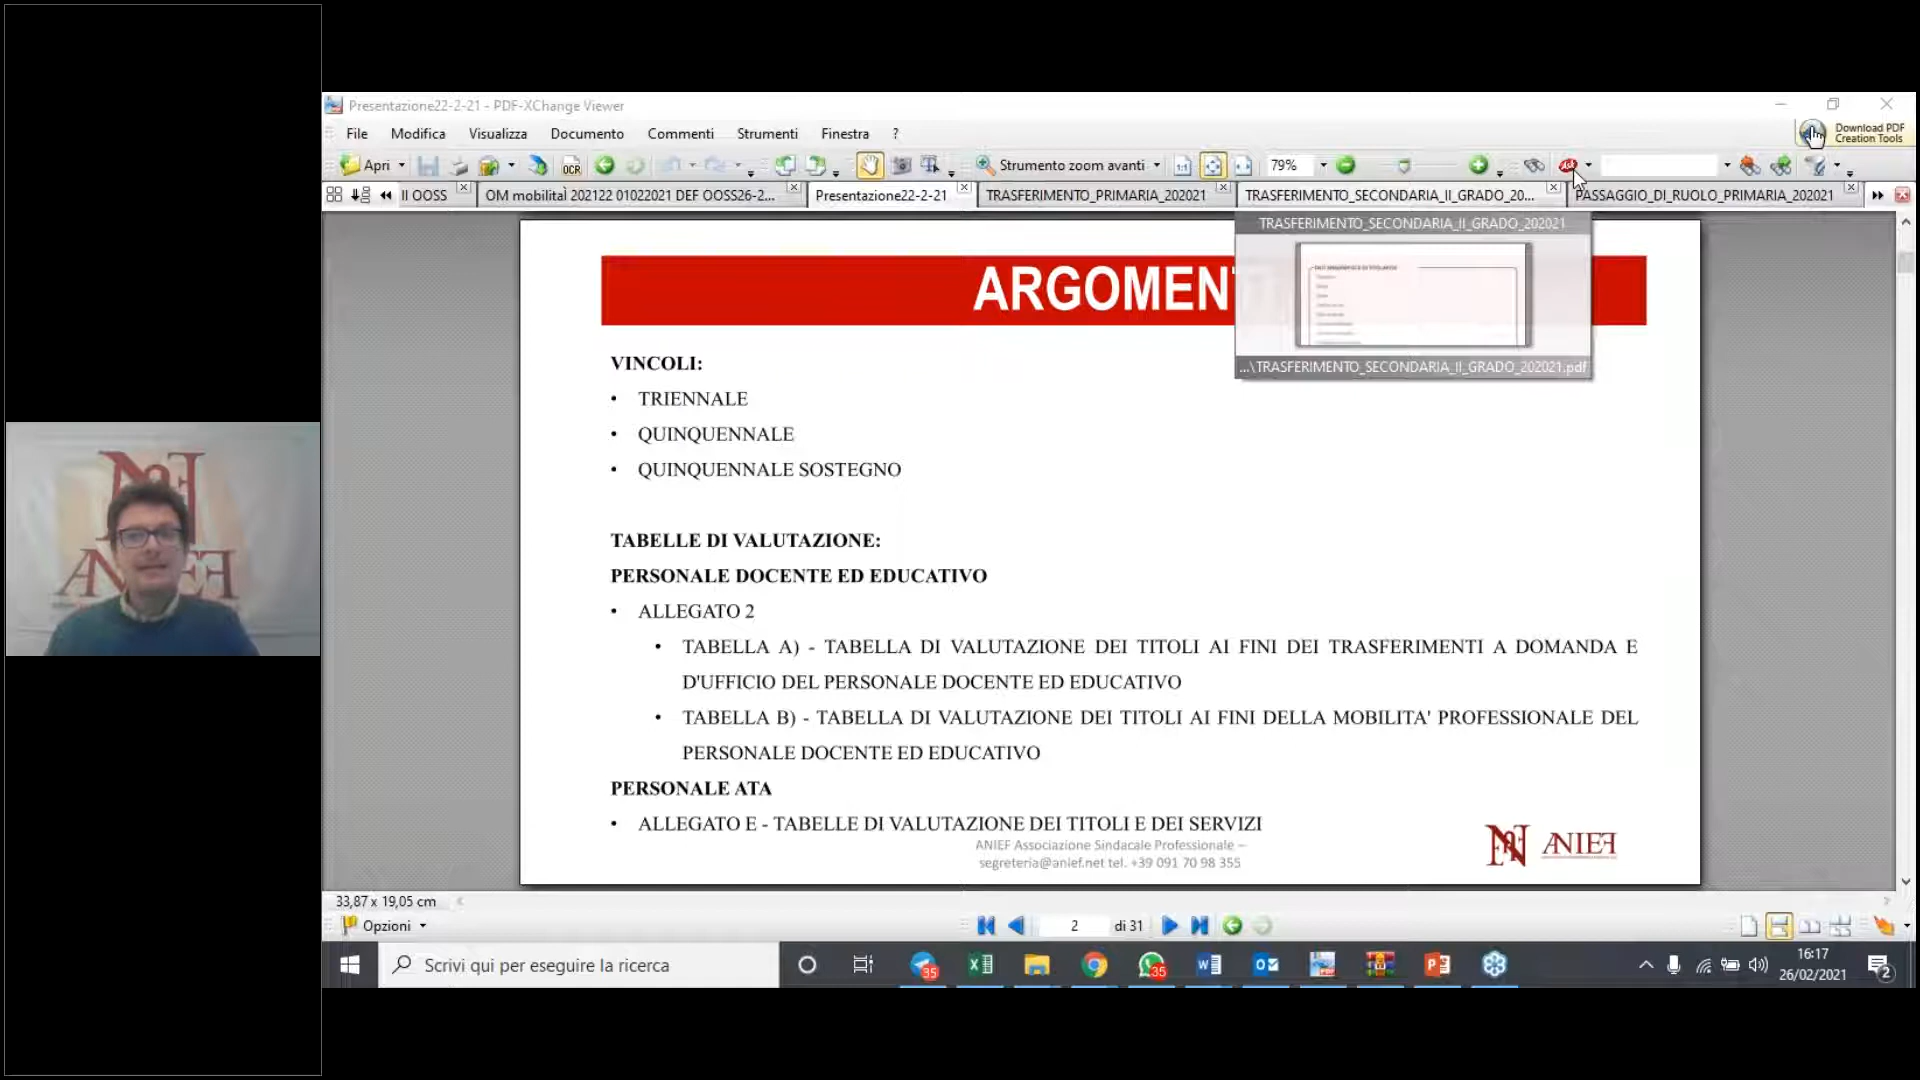 Presentazione22-2-21 - PDF-XChange Viewer
File Modifica Visualizza Documento Commenti Strumenti Finestra ?
Download PDF
Creation Tools
Apri OCR Strumento zoom avanti 79%
II OOSS OM mobilità 202122 01022021 DEF OOSS26-2... Presentazione22-2-21 TRASFERIMENTO_PRIMARIA_202021 TRASFERIMENTO_SECONDARIA_II_GRADO_20... PASSAGGIO_DI_RUOLO_PRIMARIA_202021
TRASFERIMENTO_SECONDARIA_II_GRADO_202021
...\TRASFERIMENTO_SECONDARIA_II_GRADO_202021.pdf
ARGOMEN
VINCOLI:
• TRIENNALE
• QUINQUENNALE
• QUINQUENNALE SOSTEGNO
TABELLE DI VALUTAZIONE:
PERSONALE DOCENTE ED EDUCATIVO
• ALLEGATO 2
• TABELLA A) - TABELLA DI VALUTAZIONE DEI TITOLI AI FINI DEI TRASFERIMENTI A DOMANDA E
D'UFFICIO DEL PERSONALE DOCENTE ED EDUCATIVO
• TABELLA B) - TABELLA DI VALUTAZIONE DEI TITOLI AI FINI DELLA MOBILITA' PROFESSIONALE DEL
PERSONALE DOCENTE ED EDUCATIVO
PERSONALE ATA
• ALLEGATO E - TABELLE DI VALUTAZIONE DEI TITOLI E DEI SERVIZI
ANIEF Associazione Sindacale Professionale –
segreteria@anief.net tel. +39 091 70 98 355
ANIEF
ANIEF
33,87 x 19,05 cm
Opzioni 2 di 31
Scrivi qui per eseguire la ricerca
35
35
16:17
26/02/2021
2